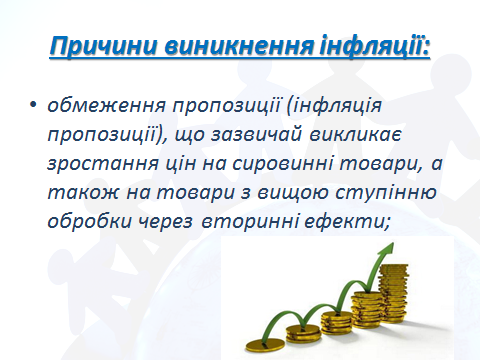 Причини виникнення інфляції:
• обмеження пропозиції (інфляція
пропозиції), що зазвичай викликає
зростання цін на сировинні товари, а
також на товари з вищою ступінню
обробки через вторинні ефекти;